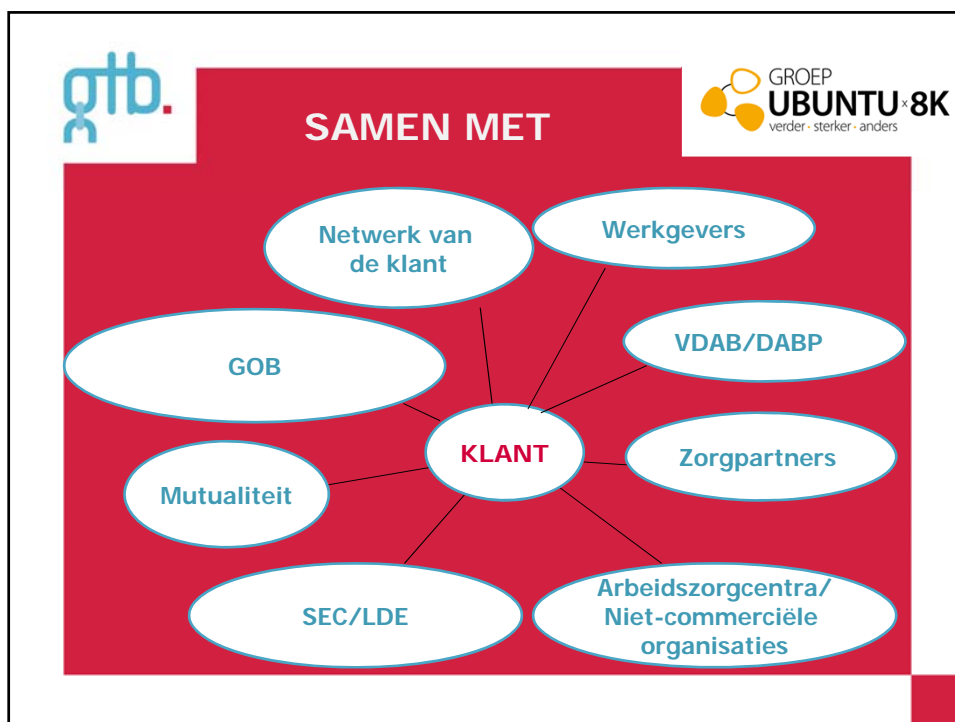 gtb.
GROEP
UBUNTU x 8K
verder · sterker · anders
SAMEN MET
Netwerk van
de klant
Werkgevers
GOB
VDAB/DABP
KLANT
Mutualiteit
Zorgpartners
SEC/LDE
Arbeidszorgcentra/
Niet-commerciële
organisaties